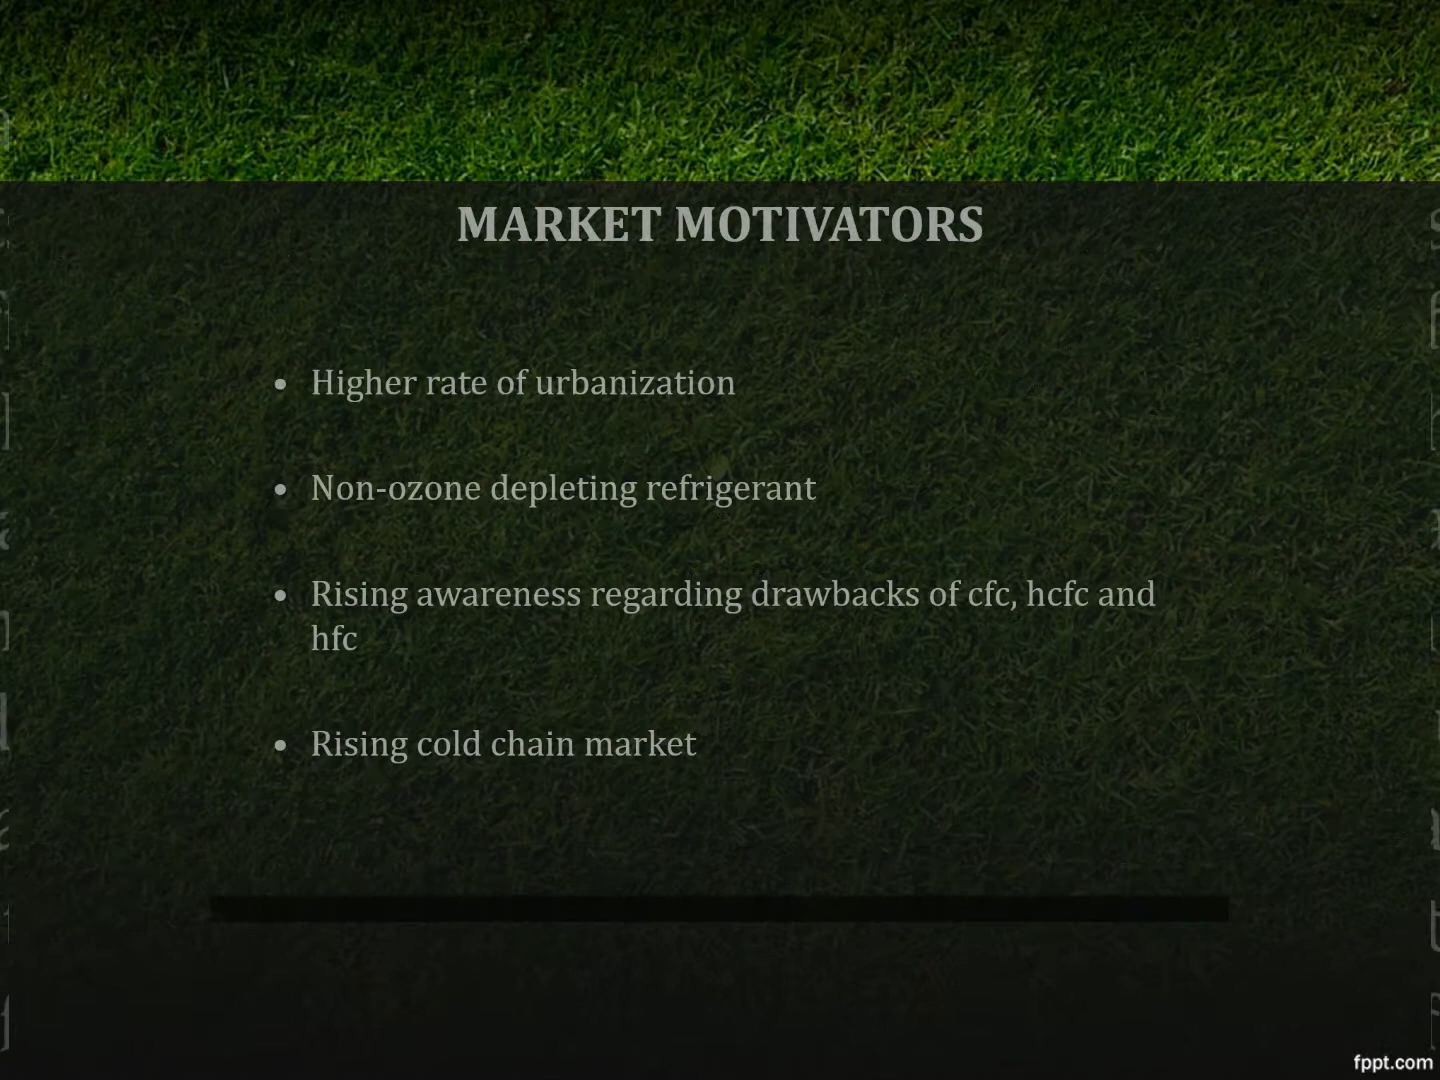 MARKET MOTIVATORS
• Higher rate of urbanization
• Non-ozone depleting refrigerant
• Rising awareness regarding drawbacks of cfc, hcfc and
hfc
• Rising cold chain market
fppt.com